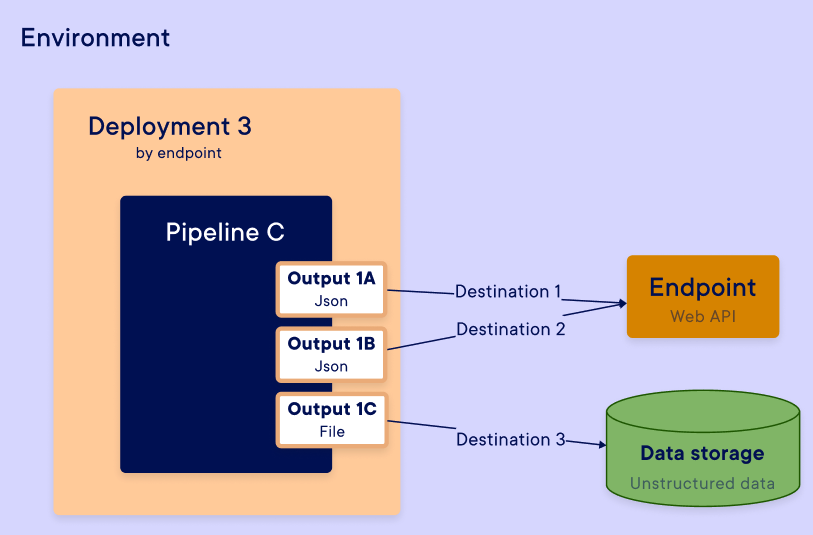 Environment
Deployment 3
by endpoint
Pipeline C
Output 1A
Json
Output 1B
Json
Output 1C
File
Destination 1
Destination 2
Destination 3
Endpoint
Web API
Data storage
Unstructured data